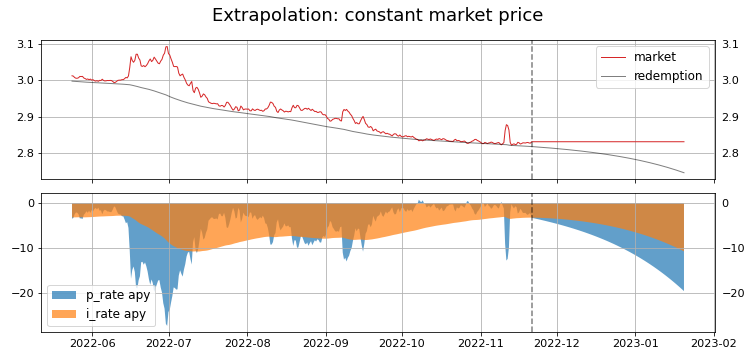 Extrapolation: constant market price
3.1
3.0
2.9
2.8
market
redemption
3.1
3.0
2.9
2.8
0
−10
−20
p_rate apy
i_rate apy
0
−10
−20
2022-06 2022-07 2022-08 2022-09 2022-10 2022-11 2022-12 2023-01 2023-02